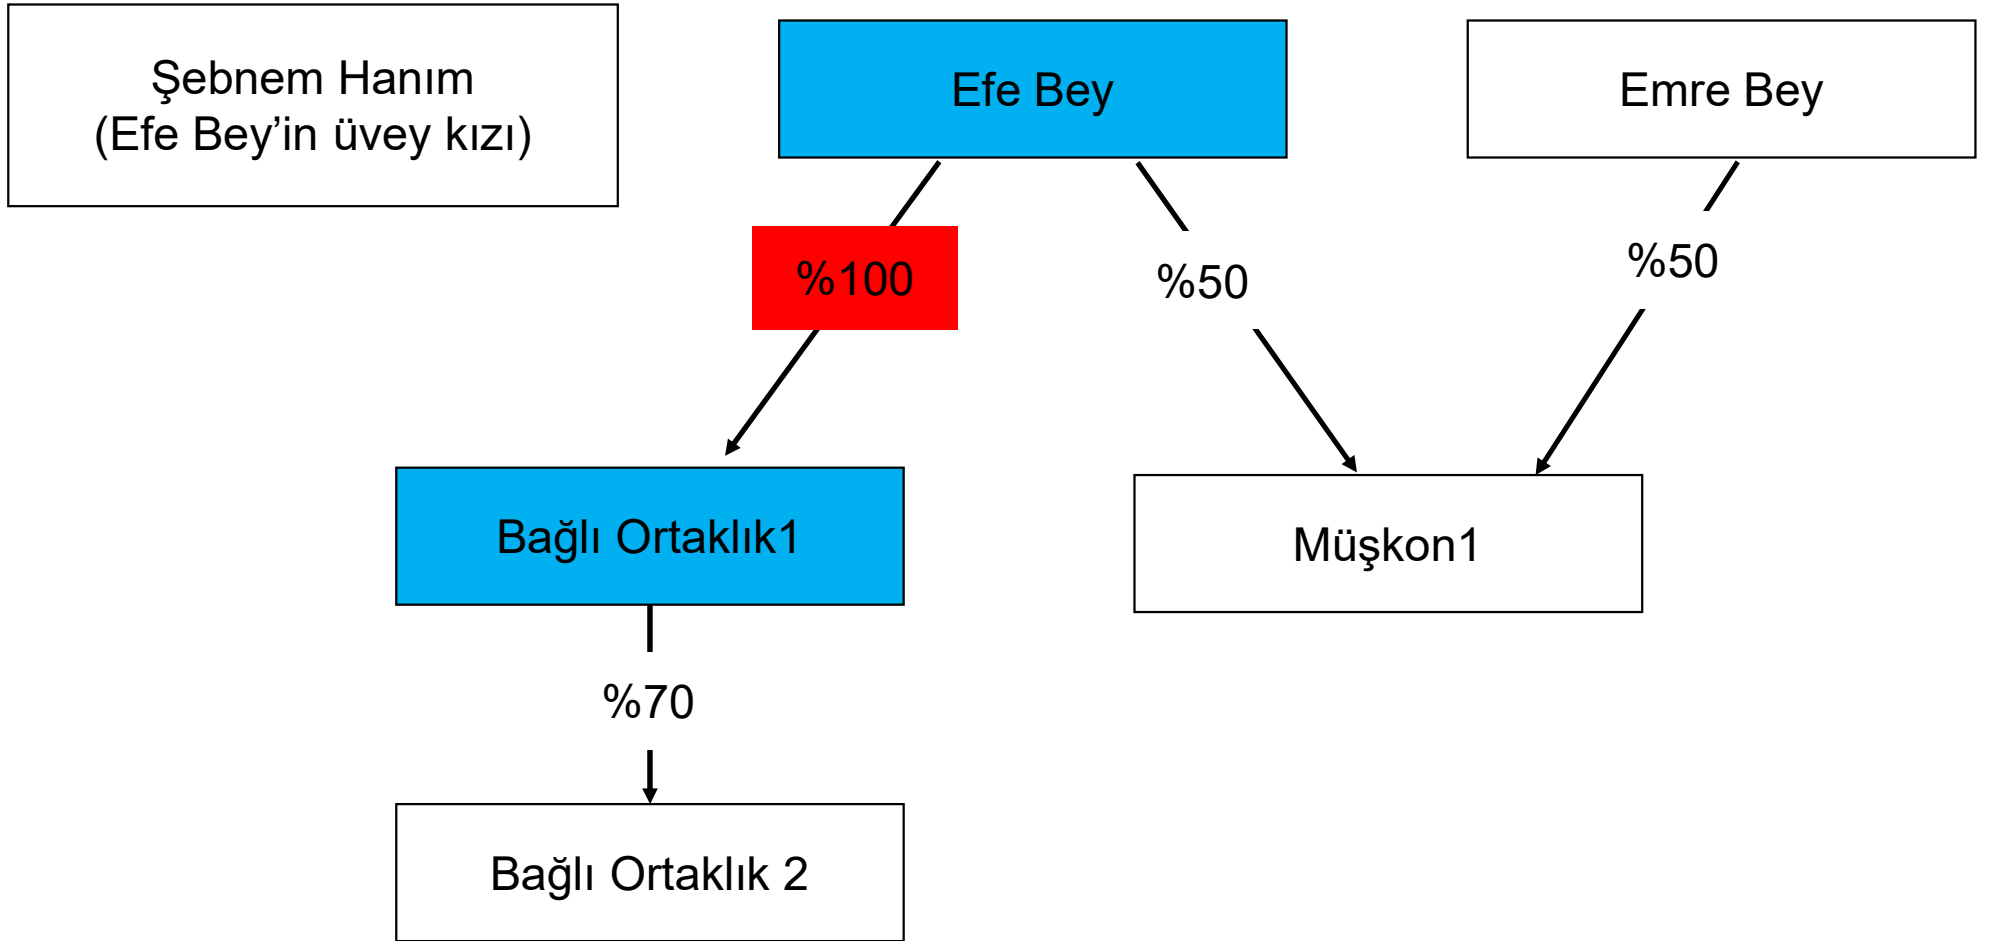 Şebnem Hanım
(Efe Bey’in üvey kızı)
Efe Bey
Emre Bey
%100
%50
%50
Bağlı Ortaklık1
Müşkon1
%70
Bağlı Ortaklık 2